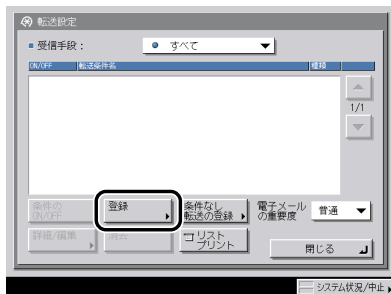 転送設定
受信手段：
すべて
ON/OFF 転送条件名 種類
1/1
条件の
ON/OFF
登録
条件なし
転送の登録
電子メール
の重要度
普通
詳細/編集
消去
リスト
プリント
閉じる
システム状況/中止